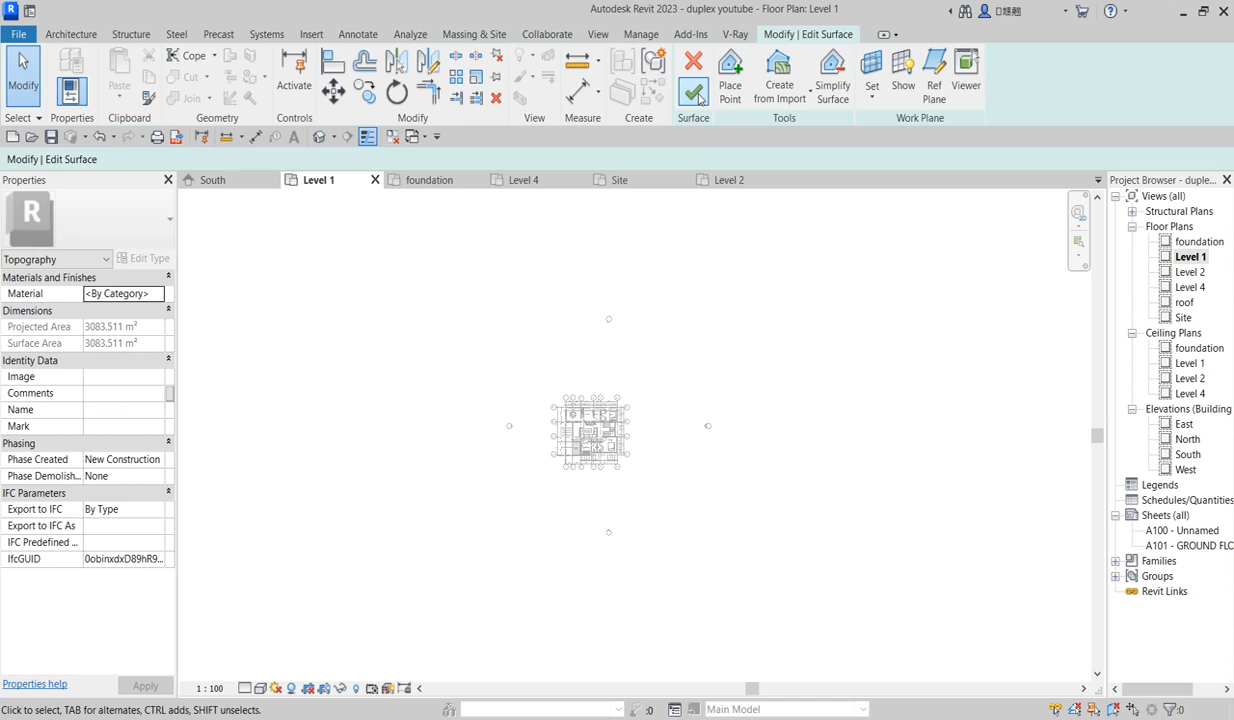 Autodesk Revit 2023 - duplex youtube - Floor Plan: Level 1
File Architecture Structure Steel Precast Systems Insert Annotate Analyze Massing & Site Collaborate View Manage Add-Ins V-Ray Modify | Edit Surface
Modify Paste Cope Cut Join Activate Place Point Create from Import Simplify Surface Set Show Ref Plane Viewer
Select Properties Clipboard Geometry Controls Modify View Measure Create Surface Tools Work Plane
Modify | Edit Surface
Properties South Level 1 foundation Level 4 Site Level 2 Project Browser - duple...
Topography Edit Type
Materials and Finishes
Material <By Category>
Dimensions
Projected Area 3083.511 m²
Surface Area 3083.511 m²
Identity Data
Image
Comments
Name
Mark
Phasing
Phase Created New Construction
Phase Demolish... None
IFC Parameters
Export to IFC By Type
Export to IFC As
IFC Predefined ...
IfcGUID 0obinxdxD89hR9...
Properties help Apply
Views (all)
Structural Plans
Floor Plans
foundation
Level 1
Level 2
Level 4
roof
Site
Ceiling Plans
foundation
Level 1
Level 2
Level 4
Elevations (Building
East
North
South
West
Legends
Schedules/Quantities
Sheets (all)
A100 - Unnamed
A101 - GROUND FLC
Families
Groups
Revit Links
1 : 100
Click to select, TAB for alternates, CTRL adds, SHIFT unselects. :0 Main Model :0